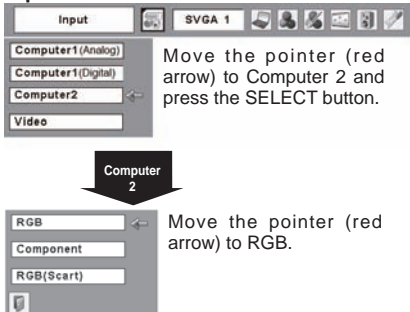 Input SVGA 1
Computer1(Analog)
Computer1(Digital)
Computer2
Video
Move the pointer (red
arrow) to Computer 2 and
press the SELECT button.
Computer
2
RGB
Component
RGB(Scart)
Move the pointer (red
arrow) to RGB.